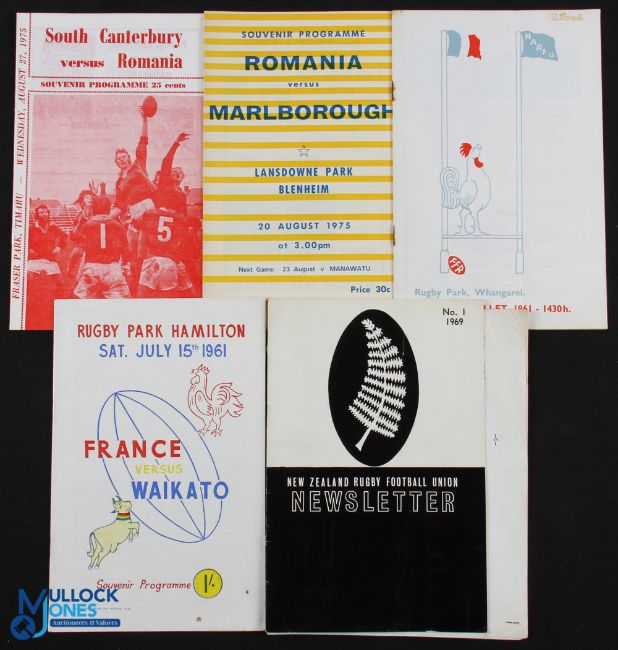 South Canterbury
versus Romania
SOUVENIR PROGRAMME 25 cents
FRASER PARK, TIMARU — WEDNESDAY, AUGUST 27, 1975
1
5
SOUVENIR PROGRAMME
ROMANIA
versus
MARLBOROUGH
LANSDOWNE PARK
BLENHEIM
20 AUGUST 1975
at 3.00pm
Next Game: 23 August v MANAWATU
Price 30c
FFR
Rugby Park, Whangarei.
LLET 1961 - 1430h.
RUGBY PARK HAMILTON
SAT. JULY 15th 1961
FRANCE
VERSUS
WAIKATO
Souvenir Programme 1/-
No. 1
1969
NEW ZEALAND RUGBY FOOTBALL UNION
NEWSLETTER
MULLOCK
JONES
Auctioneers & Valuers